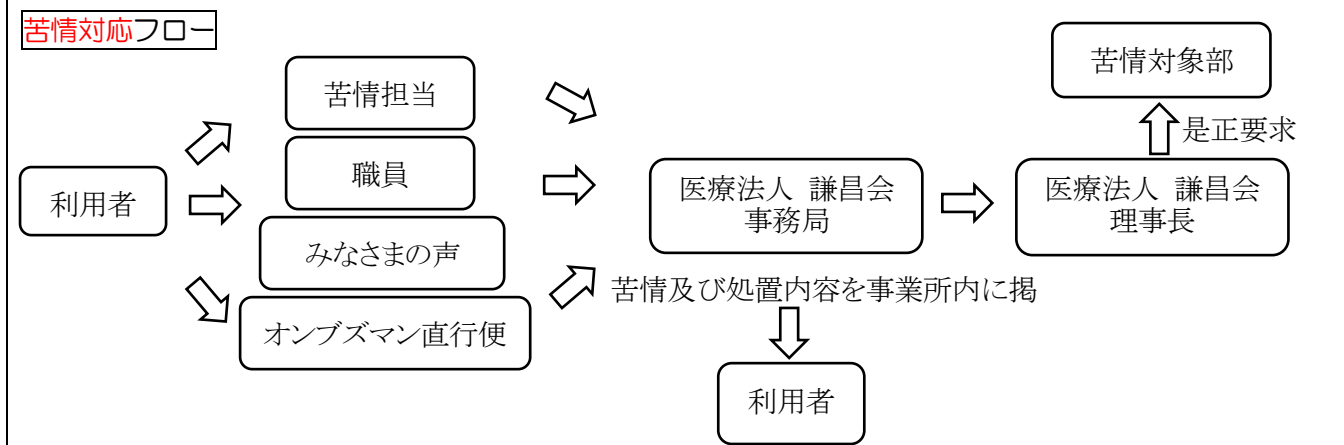 苦情対応フロー
利用者
苦情担当
職員
みなさまの声
オンブズマン直行便
医療法人 謙昌会
事務局
医療法人 謙昌会
理事長
是正要求
苦情対象部
苦情及び処置内容を事業所内に掲
利用者